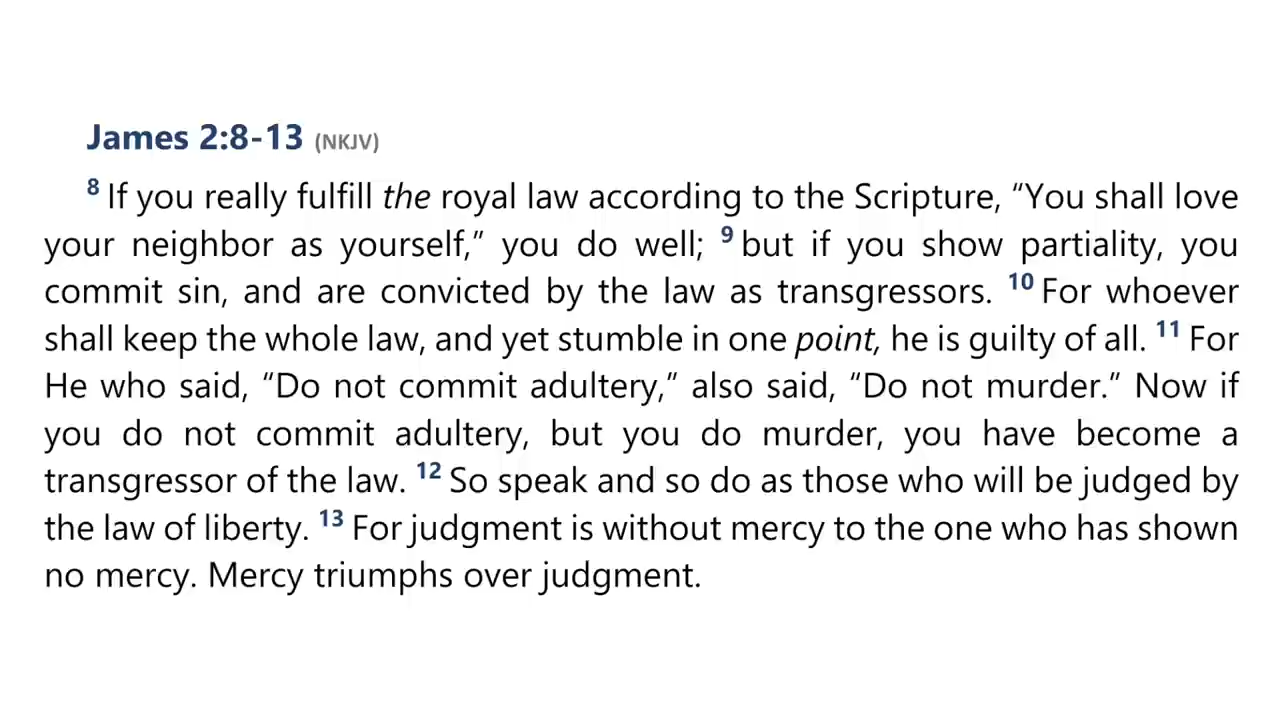 James 2:8-13 (NKJV)
8 If you really fulfill the royal law according to the Scripture, “You shall love
your neighbor as yourself,” you do well; 9 but if you show partiality, you
commit sin, and are convicted by the law as transgressors. 10 For whoever
shall keep the whole law, and yet stumble in one point, he is guilty of all. 11 For
He who said, “Do not commit adultery,” also said, “Do not murder.” Now if
you do not commit adultery, but you do murder, you have become a
transgressor of the law. 12 So speak and so do as those who will be judged by
the law of liberty. 13 For judgment is without mercy to the one who has shown
no mercy. Mercy triumphs over judgment.